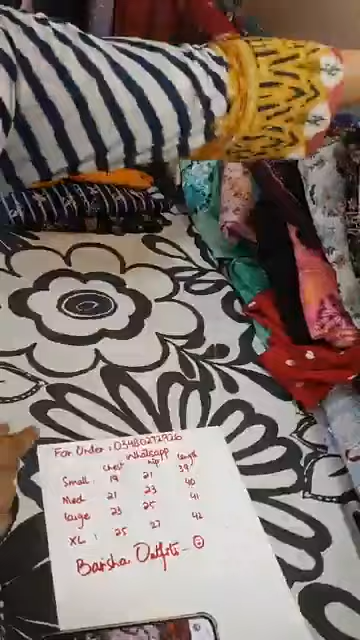 For Order : 03480272926
Whatsapp
chest hip length
Small : 19 21 39
Med 21 23 40
large 23 25 41
XL : 25 27 42
Barisha Outfits -